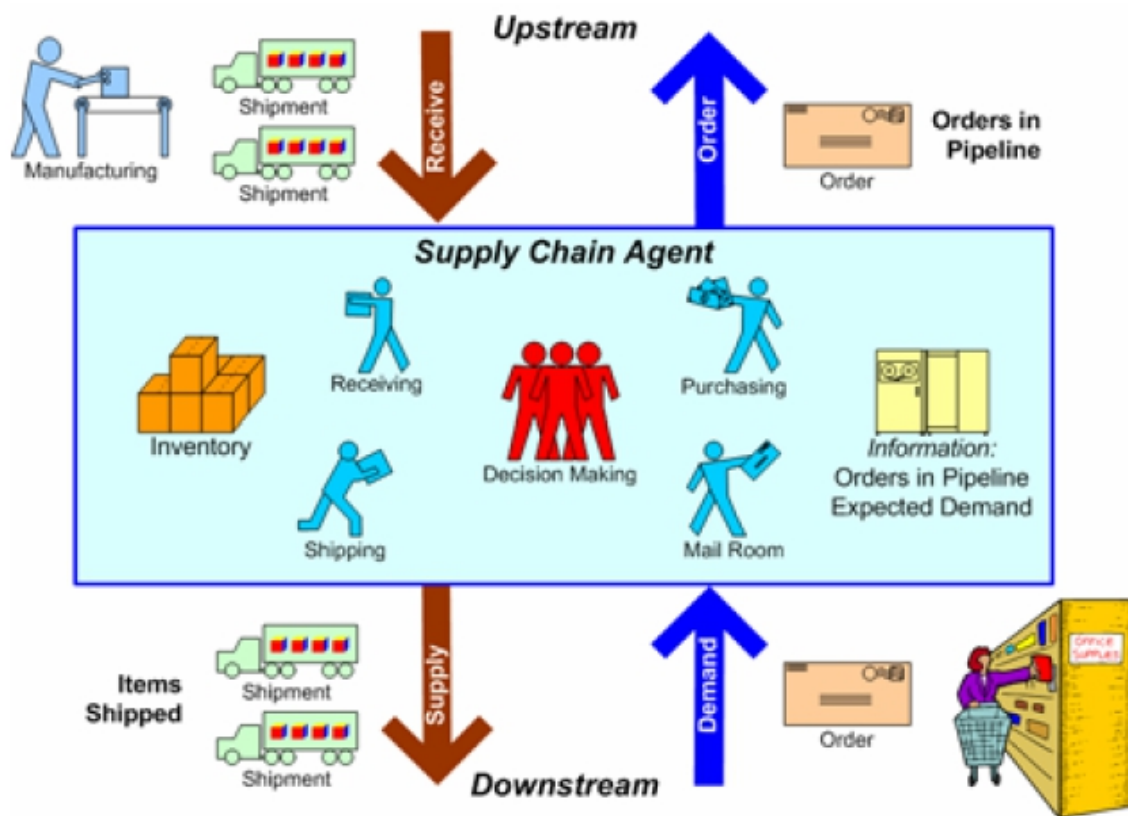 Upstream
Shipment
Receive
Order
Orders in
Pipeline
Shipment
Manufacturing
Order
Supply Chain Agent
Receiving
Purchasing
Inventory
Decision Making
Information:
Orders in Pipeline
Expected Demand
Shipping
Mail Room
OFFICE
SUPPLIES
Items
Shipped
Shipment
Supply
Demand
Order
Shipment
Downstream